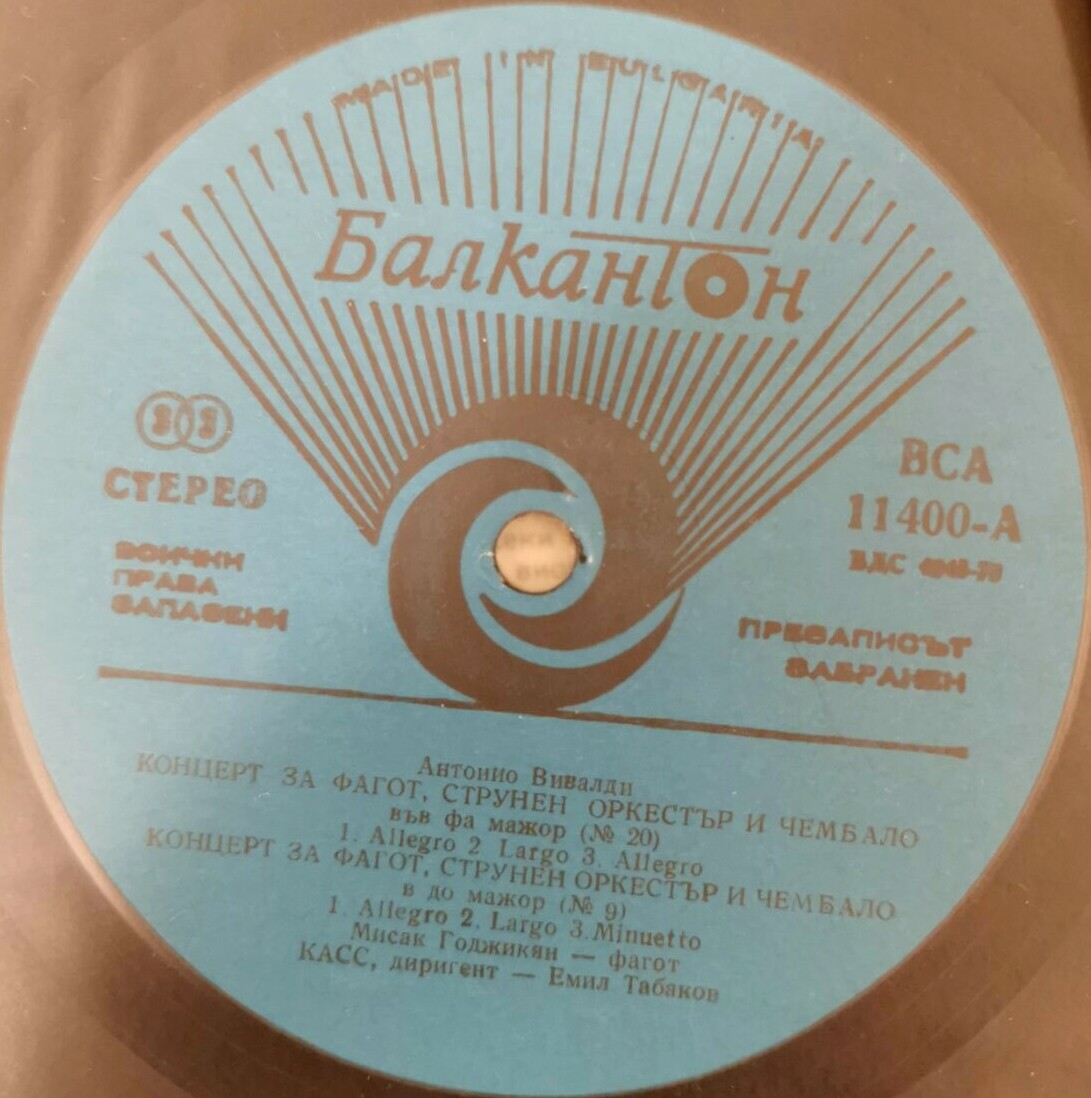 MADE IN BULGARIA
Балкантон
33
СТЕРЕО
ВСИЧКИ
ПРАВА
ЗАПАЗЕНИ
ВСА
11400-А
БДС
ПРЕЗАПИСЪТ
ЗАБРАНЕН
Антонио Вивалди
КОНЦЕРТ ЗА ФАГОТ, СТРУНЕН ОРКЕСТЪР И ЧЕМБАЛО
във фа мажор (№ 20)
1. Allegro 2. Largo 3. Allegro
КОНЦЕРТ ЗА ФАГОТ, СТРУНЕН ОРКЕСТЪР И ЧЕМБАЛО
в до мажор (№ 9)
1. Allegro 2. Largo 3. Minuetto
Мисак Годжикян — фагот
КАСС, диригент — Емил Табаков